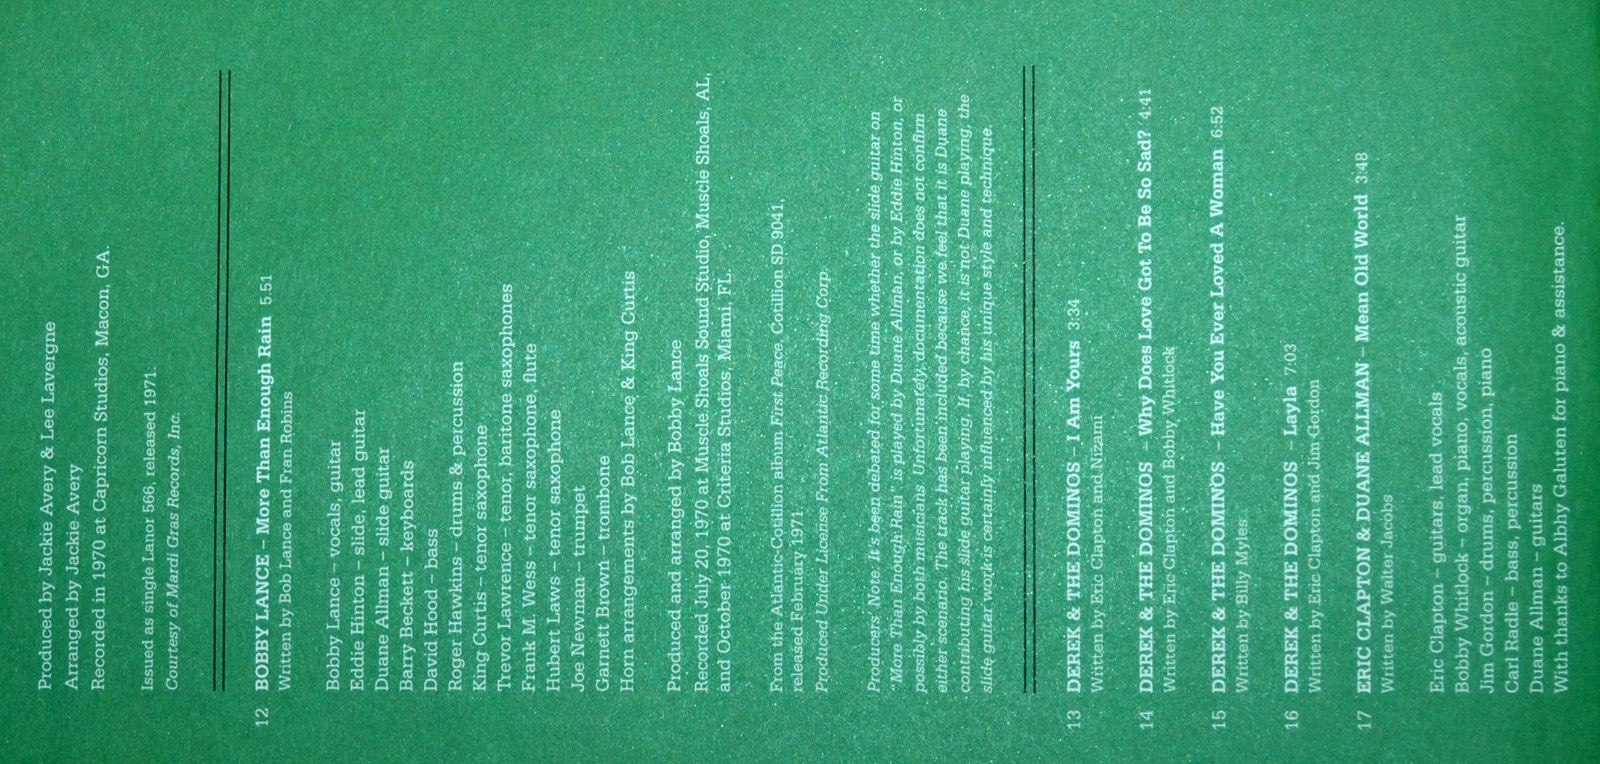 Produced by Jackie Avery & Lee Lavergne
Arranged by Jackie Avery
Recorded in 1970 at Capricorn Studios, Macon, GA.
Issued as single Lanor 566, released 1971.
Courtesy of Mardi Gras Records, Inc.
12 BOBBY LANCE – More Than Enough Rain 5:51
Written by Bob Lance and Fran Robins
Bobby Lance – vocals, guitar
Eddie Hinton – slide, lead guitar
Duane Allman – slide guitar
Barry Beckett – keyboards
David Hood – bass
Roger Hawkins – drums & percussion
King Curtis – tenor saxophone
Trevor Lawrence – tenor, baritone saxophones
Frank M. Wess – tenor saxophone, flute
Hubert Laws – tenor saxophone
Joe Newman – trumpet
Garnett Brown – trombone
Horn arrangements by Bob Lance & King Curtis
Produced and arranged by Bobby Lance
Recorded July 20, 1970 at Muscle Shoals Sound Studio, Muscle Shoals, AL,
and October 1970 at Criteria Studios, Miami, FL.
From the Atlantic-Cotillion album First Peace, Cotillion SD 9041,
released February 1971.
Produced Under License From Atlantic Recording Corp.
Producers' Note: It's been debated for some time whether the slide guitar on
"More Than Enough Rain" is played by Duane Allman, or by Eddie Hinton, or
possibly by both musicians. Unfortunately, documentation does not confirm
either scenario. The track has been included because we feel that it is Duane
contributing his slide guitar playing. If, by chance, it is not Duane playing, the
slide guitar work is certainly influenced by his unique style and technique.
13 DEREK & THE DOMINOS – I Am Yours 3:34
Written by Eric Clapton and Nizami
14 DEREK & THE DOMINOS – Why Does Love Got To Be So Sad? 4:41
Written by Eric Clapton and Bobby Whitlock
15 DEREK & THE DOMINOS – Have You Ever Loved A Woman 6:52
Written by Billy Myles
16 DEREK & THE DOMINOS – Layla 7:03
Written by Eric Clapton and Jim Gordon
17 ERIC CLAPTON & DUANE ALLMAN – Mean Old World 3:48
Written by Walter Jacobs
Eric Clapton – guitars, lead vocals
Bobby Whitlock – organ, piano, vocals, acoustic guitar
Jim Gordon – drums, percussion, piano
Carl Radle – bass, percussion
Duane Allman – guitars
With thanks to Albhy Galuten for piano & assistance.